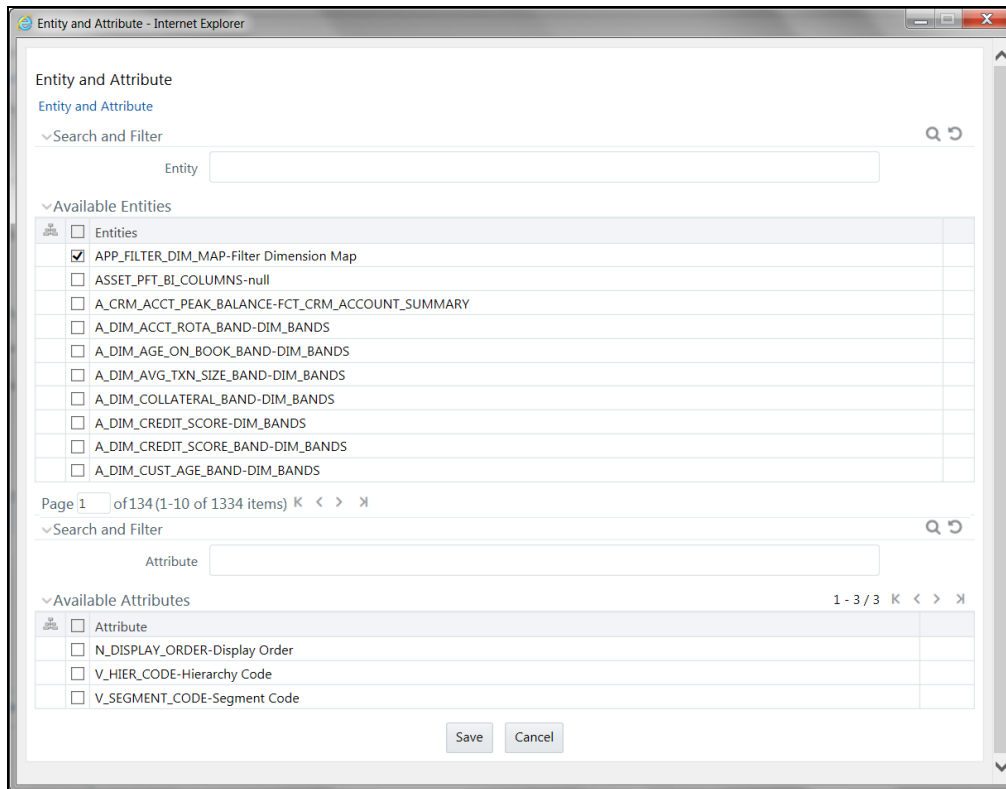 Entity and Attribute - Internet Explorer
Entity and Attribute
Entity and Attribute
Search and Filter
Entity
Available Entities
Entities
APP_FILTER_DIM_MAP-Filter Dimension Map
ASSET_PFT_BI_COLUMNS-null
A_CRM_ACCT_PEAK_BALANCE-FCT_CRM_ACCOUNT_SUMMARY
A_DIM_ACCT_ROTA_BAND-DIM_BANDS
A_DIM_AGE_ON_BOOK_BAND-DIM_BANDS
A_DIM_AVG_TXN_SIZE_BAND-DIM_BANDS
A_DIM_COLLATERAL_BAND-DIM_BANDS
A_DIM_CREDIT_SCORE-DIM_BANDS
A_DIM_CREDIT_SCORE_BAND-DIM_BANDS
A_DIM_CUST_AGE_BAND-DIM_BANDS
Page 1 of 134 (1-10 of 1334 items)
Search and Filter
Attribute
Available Attributes 1 - 3 / 3
Attribute
N_DISPLAY_ORDER-Display Order
V_HIER_CODE-Hierarchy Code
V_SEGMENT_CODE-Segment Code
Save Cancel